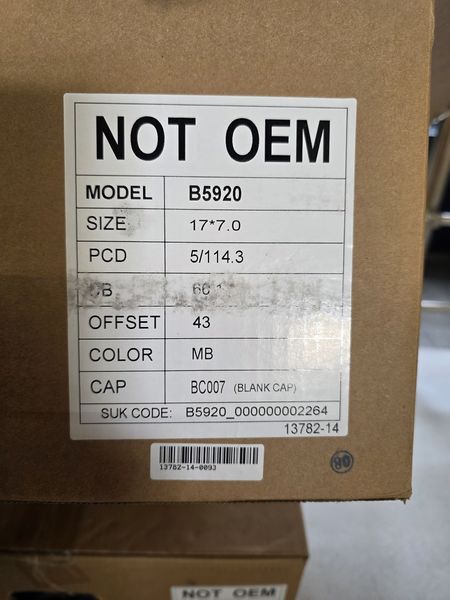 NOT OEM
MODEL B5920
SIZE 17*7.0
PCD 5/114.3
OFFSET 43
COLOR MB
CAP BC007 (BLANK CAP)
SUK CODE: B5920_000000002264
13782-14
13782-14-0093
NOT OEM